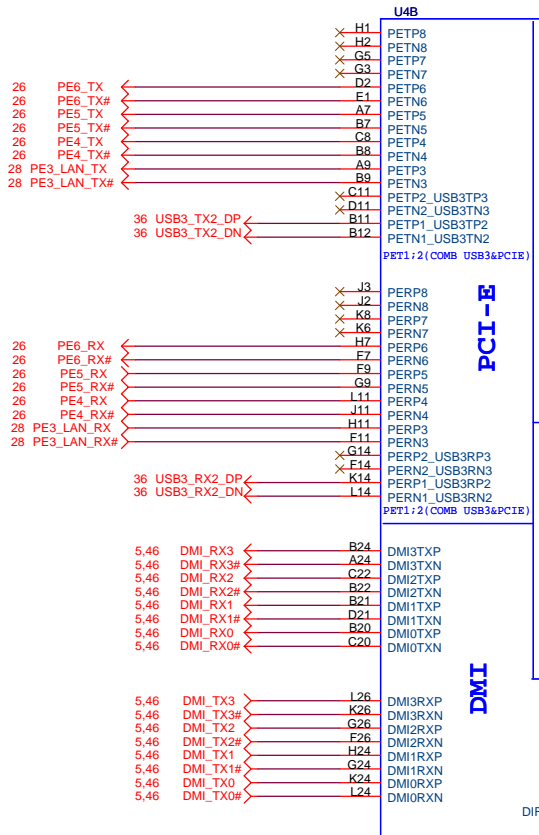 U4B
H1 PETP8
H2 PETN8
G5 PETP7
G3 PETN7
26 PE6_TX D2 PETP6
26 PE6_TX# E1 PETN6
26 PE5_TX A7 PETP5
26 PE5_TX# B7 PETN5
26 PE4_TX C8 PETP4
26 PE4_TX# B8 PETN4
28 PE3_LAN_TX A9 PETP3
28 PE3_LAN_TX# B9 PETN3
C11 PETP2_USB3TP3
D11 PETN2_USB3TN3
36 USB3_TX2_DP B11 PETP1_USB3TP2
36 USB3_TX2_DN B12 PETN1_USB3TN2
PET1;2(COMB USB3&PCIE)
PCI-E
J3 PERP8
J2 PERN8
K8 PERP7
K6 PERN7
26 PE6_RX H7 PERP6
26 PE6_RX# F7 PERN6
26 PE5_RX F9 PERP5
26 PE5_RX# G9 PERN5
26 PE4_RX L11 PERP4
26 PE4_RX# J11 PERN4
28 PE3_LAN_RX H11 PERP3
28 PE3_LAN_RX# F11 PERN3
G14 PERP2_USB3RP3
F14 PERN2_USB3RN3
36 USB3_RX2_DP K14 PERP1_USB3RP2
36 USB3_RX2_DN L14 PERN1_USB3RN2
PET1;2(COMB USB3&PCIE)
5,46 DMI_RX3 B24 DMI3TXP
5,46 DMI_RX3# A24 DMI3TXN
5,46 DMI_RX2 C22 DMI2TXP
5,46 DMI_RX2# B22 DMI2TXN
5,46 DMI_RX1 B21 DMI1TXP
5,46 DMI_RX1# D21 DMI1TXN
5,46 DMI_RX0 B20 DMI0TXP
5,46 DMI_RX0# C20 DMI0TXN
DMI
5,46 DMI_TX3 L26 DMI3RXP
5,46 DMI_TX3# K26 DMI3RXN
5,46 DMI_TX2 G26 DMI2RXP
5,46 DMI_TX2# F26 DMI2RXN
5,46 DMI_TX1 H24 DMI1RXP
5,46 DMI_TX1# G24 DMI1RXN
5,46 DMI_TX0 K24 DMI0RXP
5,46 DMI_TX0# L24 DMI0RXN